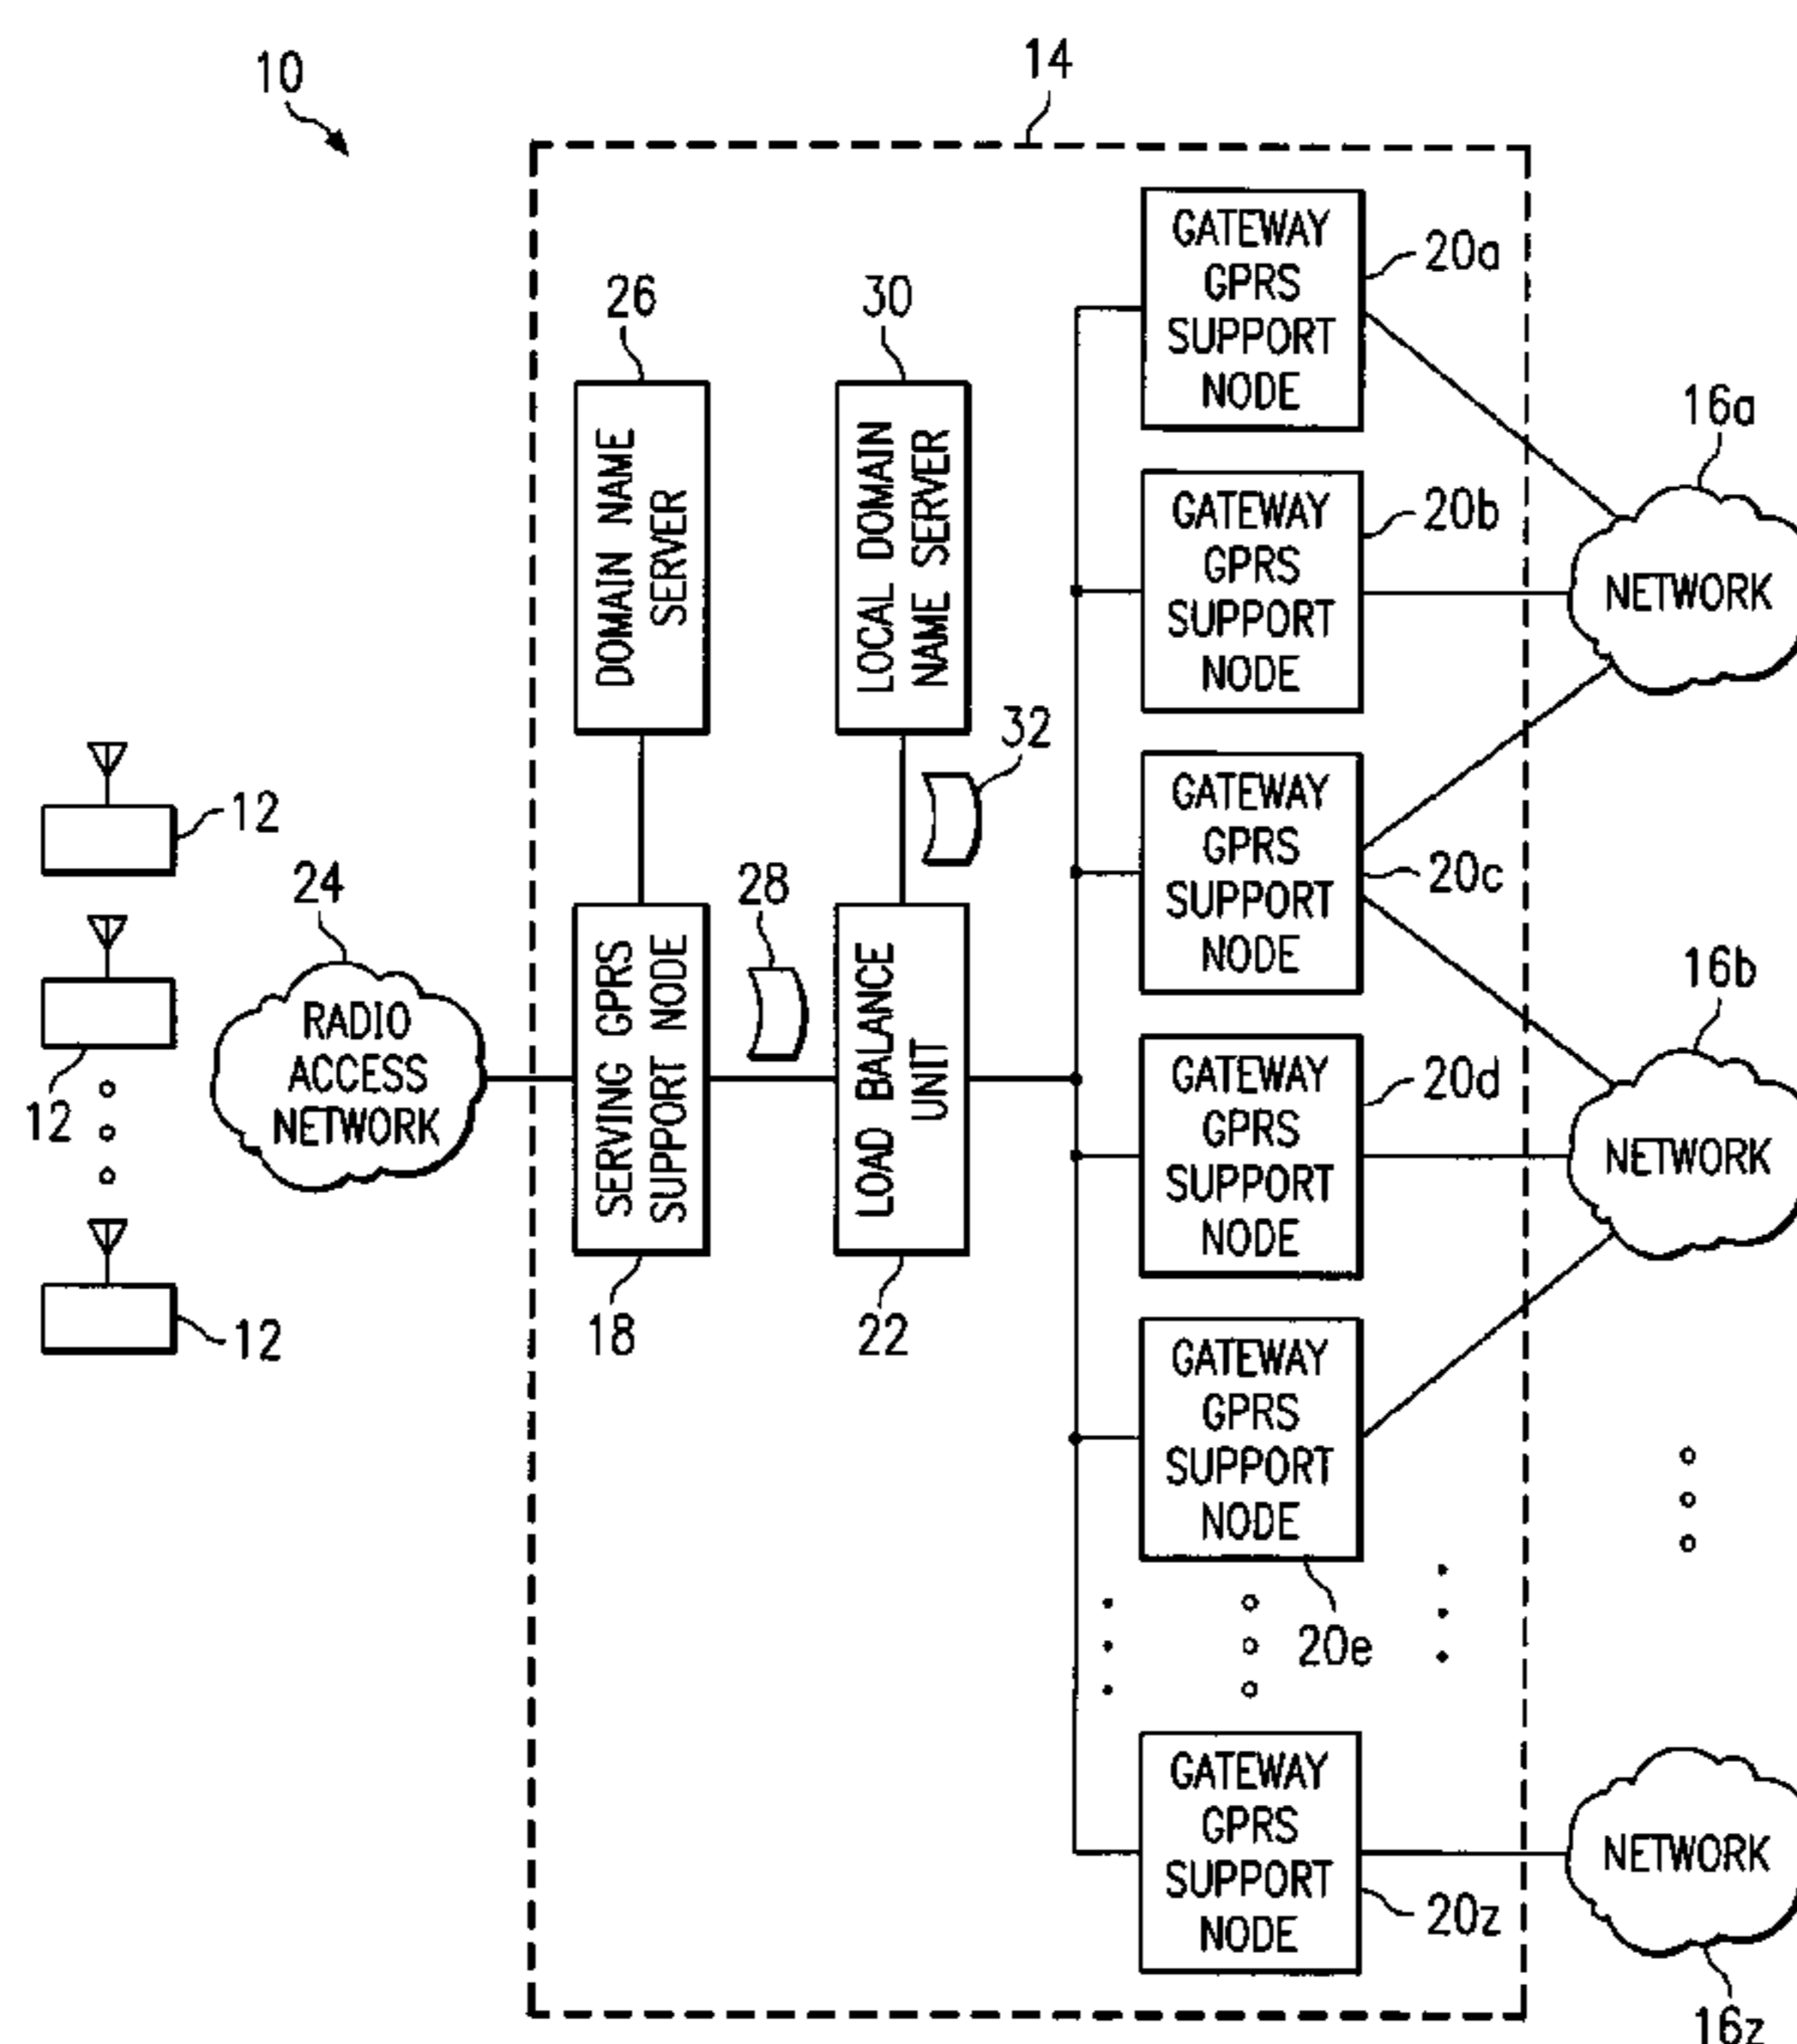 10
14
GATEWAY
GPRS
SUPPORT
NODE
20a
26
30
DOMAIN NAME
SERVER
LOCAL DOMAIN
NAME SERVER
16a
GATEWAY
GPRS
SUPPORT
NODE
20b
NETWORK
32
12
GATEWAY
GPRS
SUPPORT
NODE
20c
24
28
16b
RADIO
ACCESS
NETWORK
SERVING GPRS
SUPPORT NODE
LOAD BALANCE
UNIT
12
GATEWAY
GPRS
SUPPORT
NODE
20d
NETWORK
12
18
22
GATEWAY
GPRS
SUPPORT
NODE
20e
GATEWAY
GPRS
SUPPORT
NODE
20z
NETWORK
16z